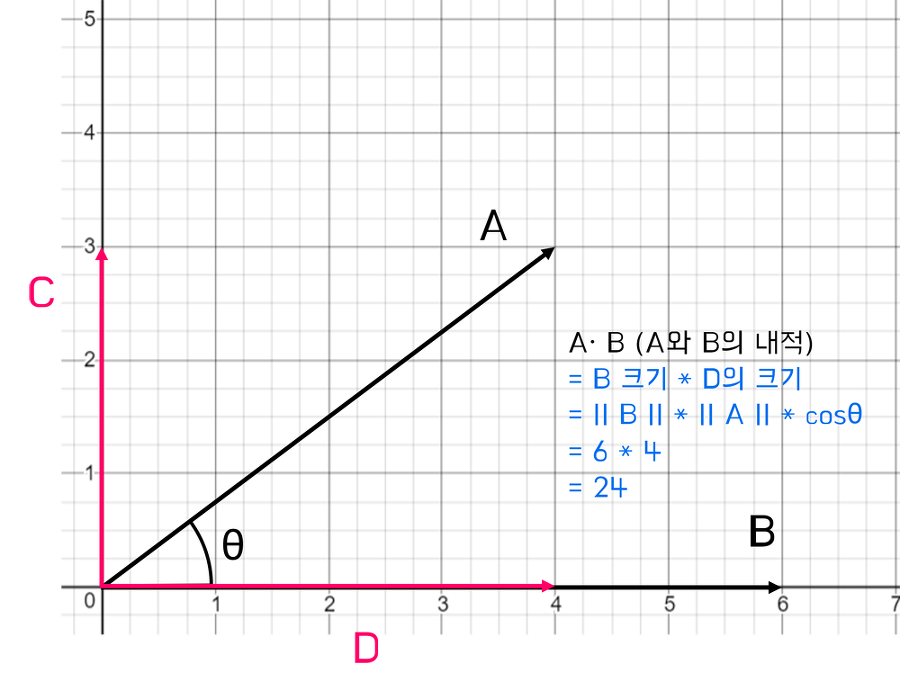 5
4
A
3
C
A· B (A와 B의 내적)
2
= B 크기 * D의 크기
= || B || * || A || * cosθ
= 6 * 4
1
= 24
B
θ
0 1 2 3 4 5 6 7
D